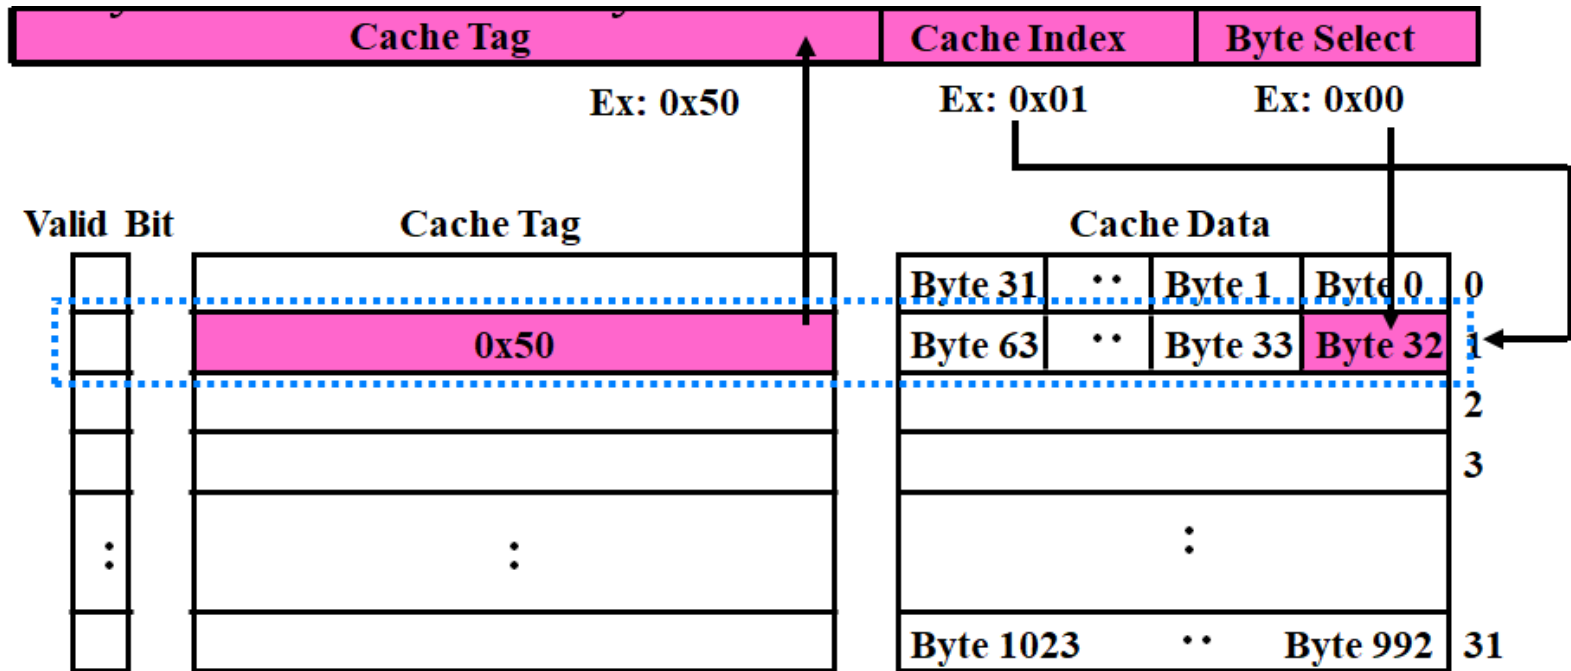 Cache Tag Cache Index Byte Select
Ex: 0x50 Ex: 0x01 Ex: 0x00
Valid Bit Cache Tag Cache Data
Byte 31 ·· Byte 1 Byte 0 0
0x50 Byte 63 ·· Byte 33 Byte 32 1
2
3
: : :
Byte 1023 ·· Byte 992 31